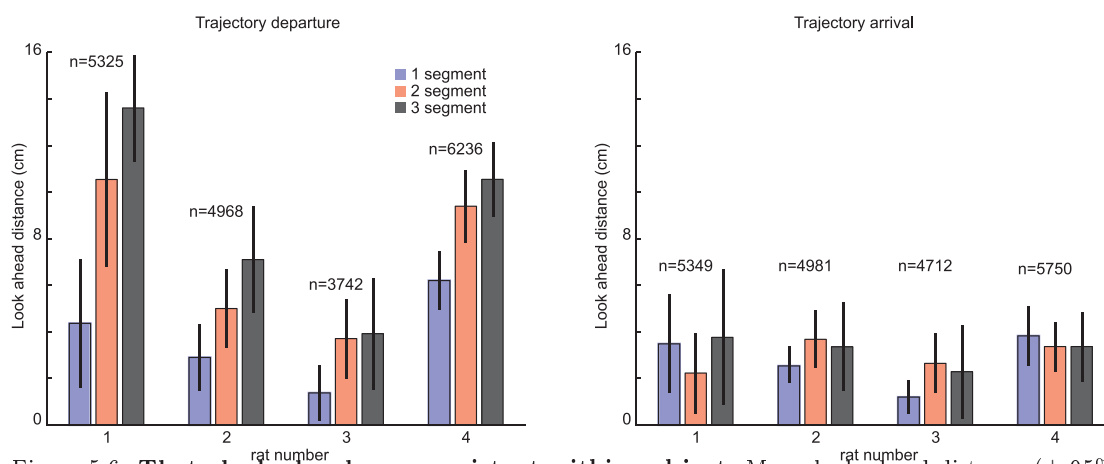 Trajectory departure
16
n=5325
1 segment
2 segment
3 segment
n=6236
n=4968
8
n=3742
Look ahead distance (cm)
0
1 2 3 4
rat number
Trajectory arrival
16
8
n=5349 n=4981 n=4712 n=5750
Look ahead distance (cm)
0
1 2 3 4
rat number